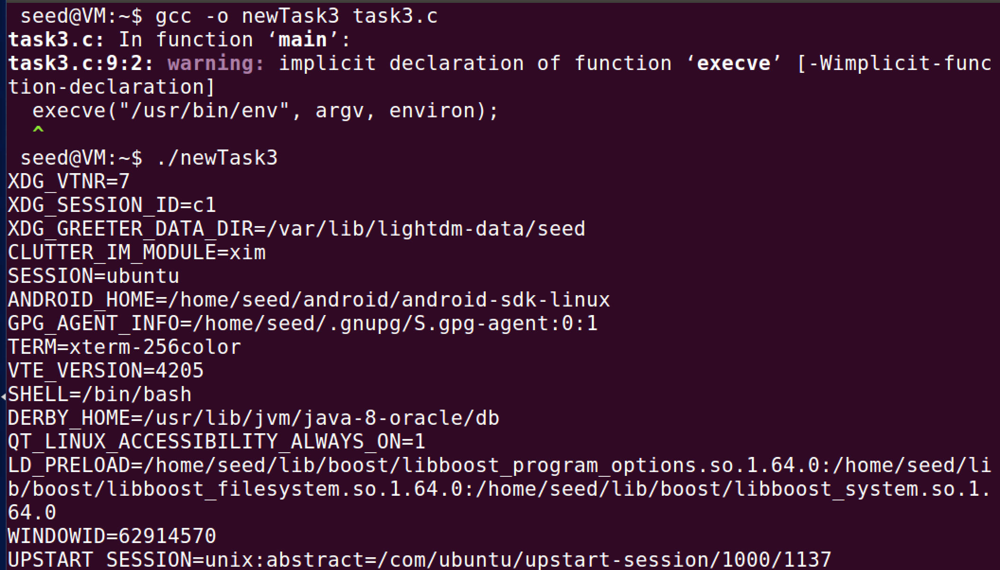 seed@VM:~$ gcc -o newTask3 task3.c
task3.c: In function ‘main’:
task3.c:9:2: warning: implicit declaration of function ‘execve’ [-Wimplicit-func
tion-declaration]
  execve("/usr/bin/env", argv, environ);
  ^
seed@VM:~$ ./newTask3
XDG_VTNR=7
XDG_SESSION_ID=c1
XDG_GREETER_DATA_DIR=/var/lib/lightdm-data/seed
CLUTTER_IM_MODULE=xim
SESSION=ubuntu
ANDROID_HOME=/home/seed/android/android-sdk-linux
GPG_AGENT_INFO=/home/seed/.gnupg/S.gpg-agent:0:1
TERM=xterm-256color
VTE_VERSION=4205
SHELL=/bin/bash
DERBY_HOME=/usr/lib/jvm/java-8-oracle/db
QT_LINUX_ACCESSIBILITY_ALWAYS_ON=1
LD_PRELOAD=/home/seed/lib/boost/libboost_program_options.so.1.64.0:/home/seed/li
b/boost/libboost_filesystem.so.1.64.0:/home/seed/lib/boost/libboost_system.so.1.
64.0
WINDOWID=62914570
UPSTART_SESSION=unix:abstract=/com/ubuntu/upstart-session/1000/1137